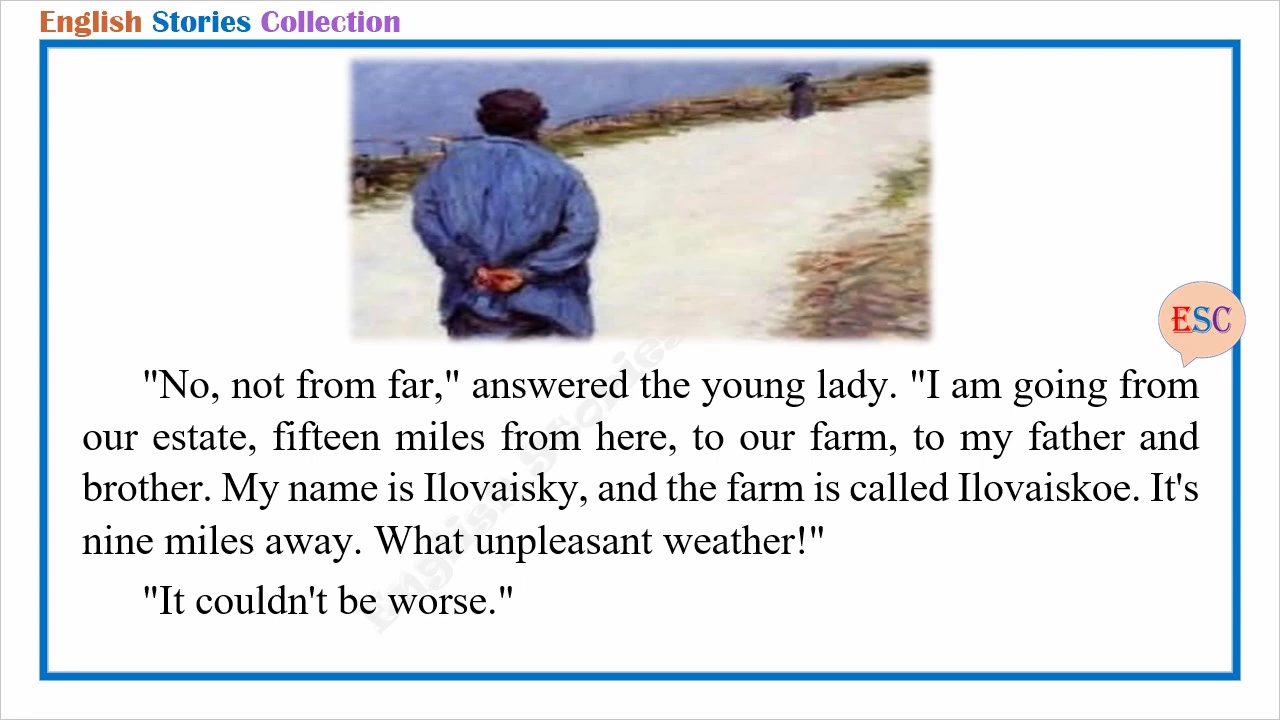 English Stories Collection
ESC
"No, not from far," answered the young lady. "I am going from
our estate, fifteen miles from here, to our farm, to my father and
brother. My name is Ilovaisky, and the farm is called Ilovaiskoe. It's
nine miles away. What unpleasant weather!"
"It couldn't be worse."
English Stories